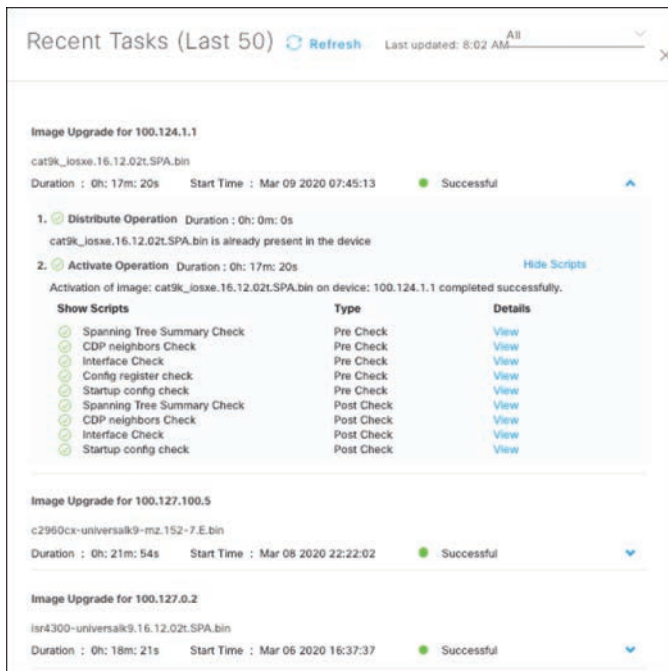 Recent Tasks (Last 50) Refresh Last updated: 8:02 AM All
Image Upgrade for 100.124.1.1
cat9k_iosxe.16.12.02t.SPA.bin
Duration : 0h: 17m: 20s Start Time : Mar 09 2020 07:45:13 Successful
1. Distribute Operation Duration : 0h: 0m: 0s
cat9k_iosxe.16.12.02t.SPA.bin is already present in the device
2. Activate Operation Duration : 0h: 17m: 20s Hide Scripts
Activation of image: cat9k_iosxe.16.12.02t.SPA.bin on device: 100.124.1.1 completed successfully.
Show Scripts Type Details
Spanning Tree Summary Check Pre Check View
CDP neighbors Check Pre Check View
Interface Check Pre Check View
Config register check Pre Check View
Startup config check Pre Check View
Spanning Tree Summary Check Post Check View
CDP neighbors Check Post Check View
Interface Check Post Check View
Startup config check Post Check View
Image Upgrade for 100.127.100.5
c2960cx-universalk9-mz.152-7.E.bin
Duration : 0h: 21m: 54s Start Time : Mar 08 2020 22:22:02 Successful
Image Upgrade for 100.127.0.2
isr4300-universalk9.16.12.02t.SPA.bin
Duration : 0h: 18m: 21s Start Time : Mar 06 2020 16:37:37 Successful